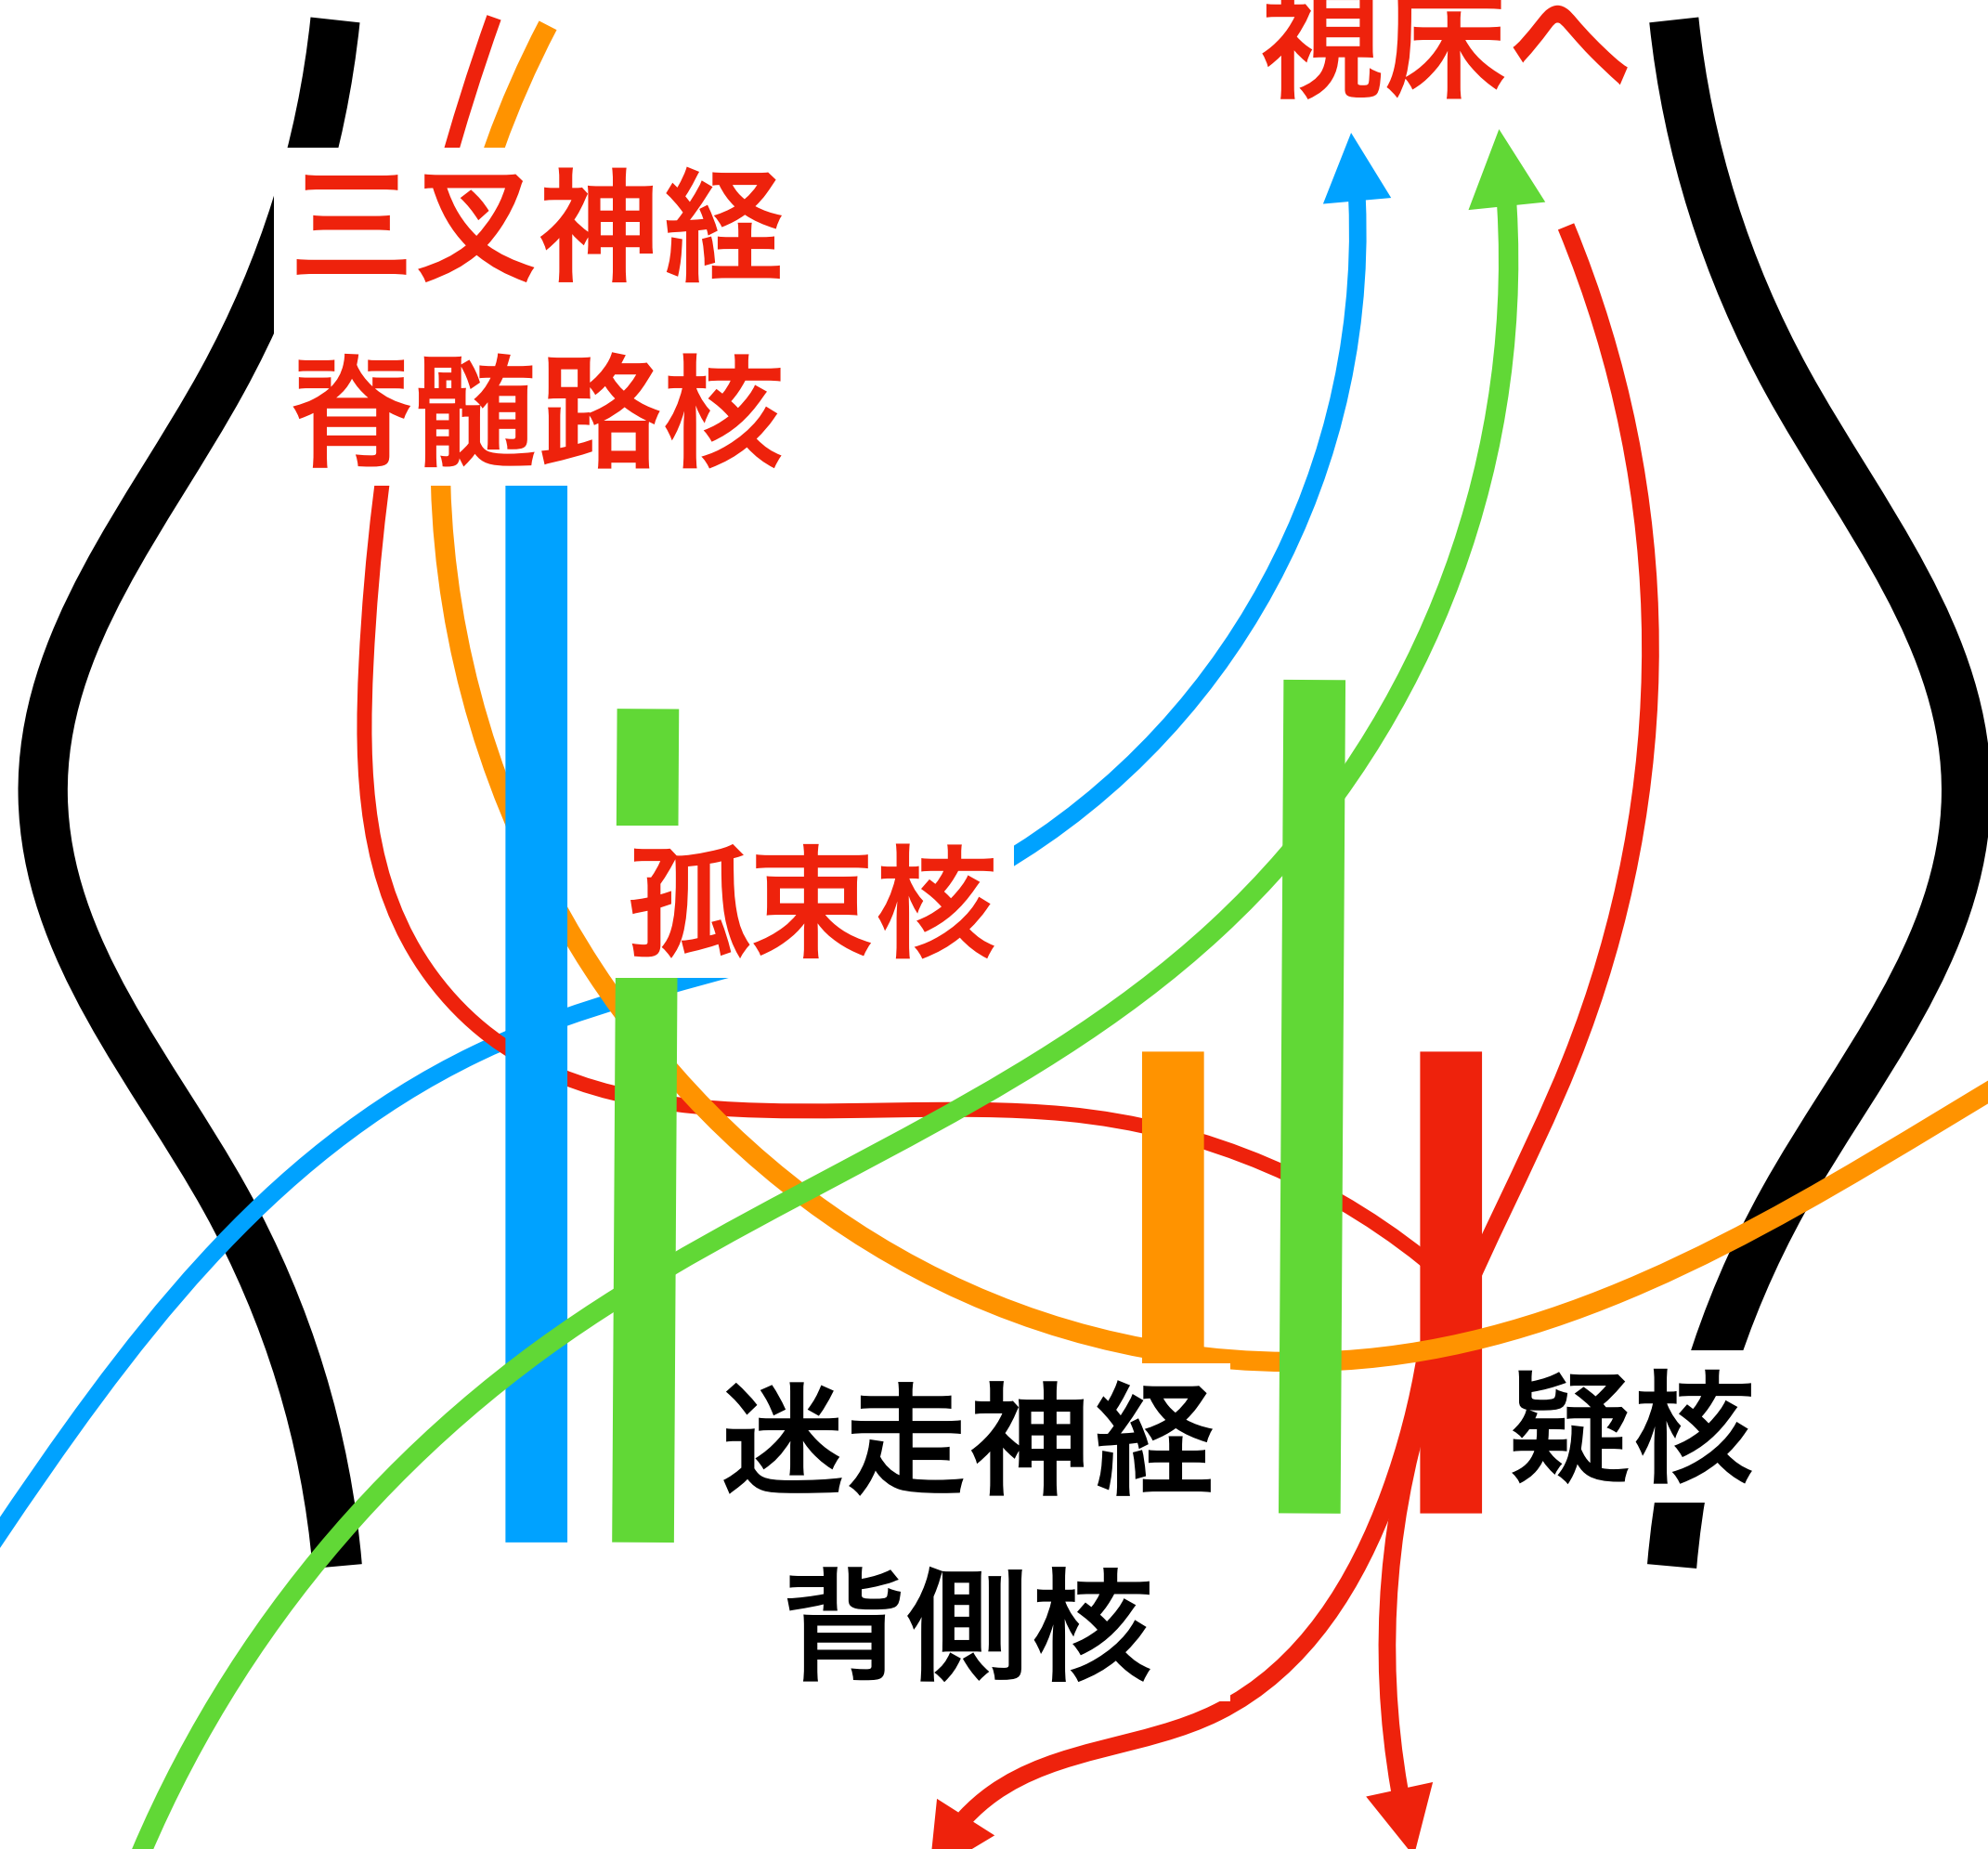 視床へ
三叉神経
脊髄路核
孤束核
迷走神経
背側核
疑核